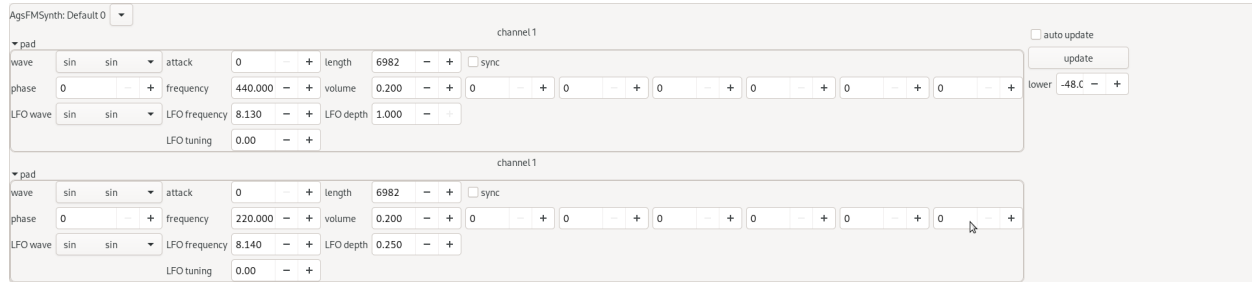 AgsFMSynth: Default 0
channel 1
auto update
pad
wave sin sin attack 0 length 6982 sync
update
phase 0 frequency 440.000 volume 0.200 0 0 0 0 0 0
lower -48.0
LFO wave sin sin LFO frequency 8.130 LFO depth 1.000
LFO tuning 0.00
channel 1
pad
wave sin sin attack 0 length 6982 sync
phase 0 frequency 220.000 volume 0.200 0 0 0 0 0 0
LFO wave sin sin LFO frequency 8.140 LFO depth 0.250
LFO tuning 0.00